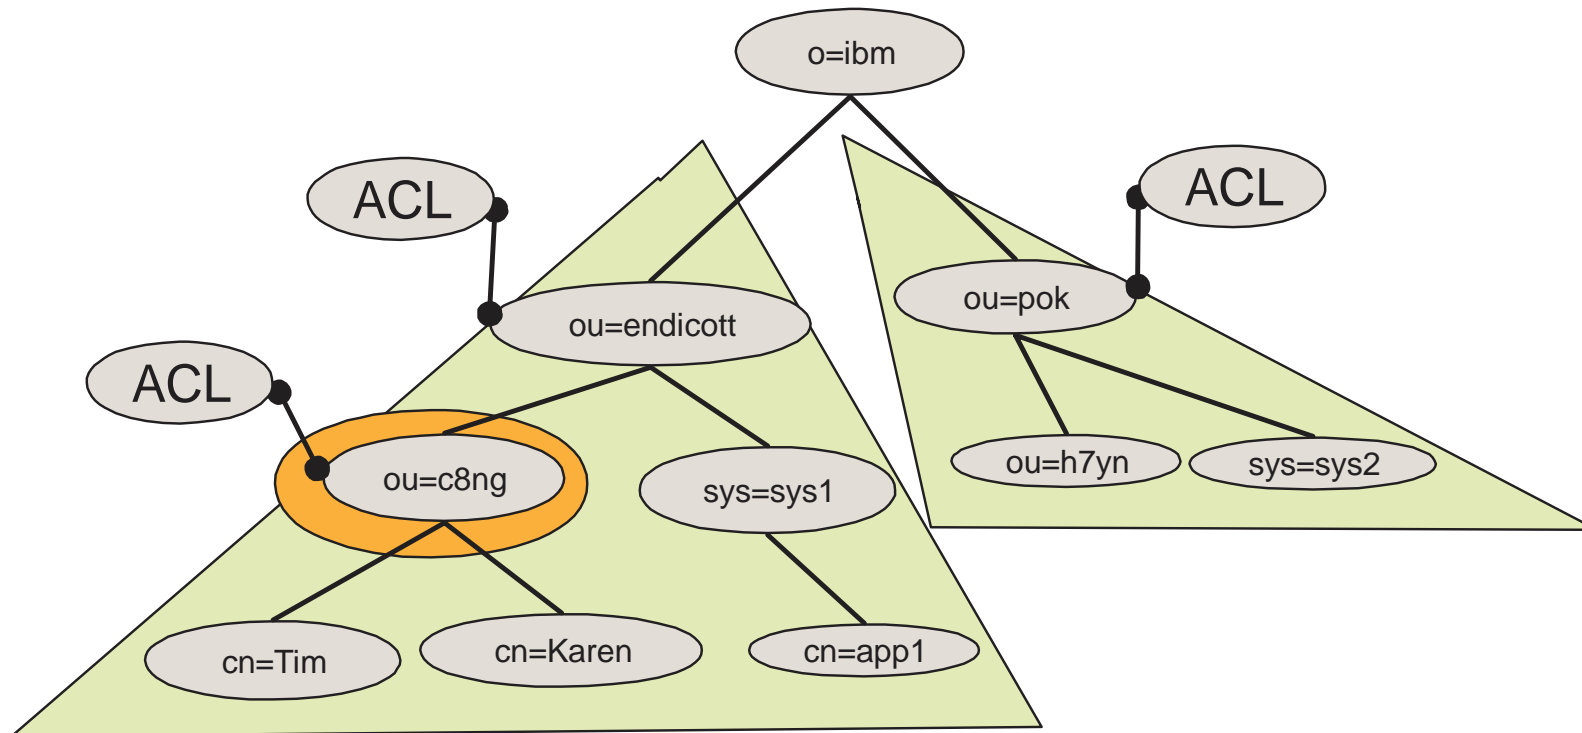 o=ibm
ACL
ACL
ou=pok
ou=endicott
ACL
ou=h7yn
sys=sys2
ou=c8ng
sys=sys1
cn=Tim
cn=Karen
cn=app1